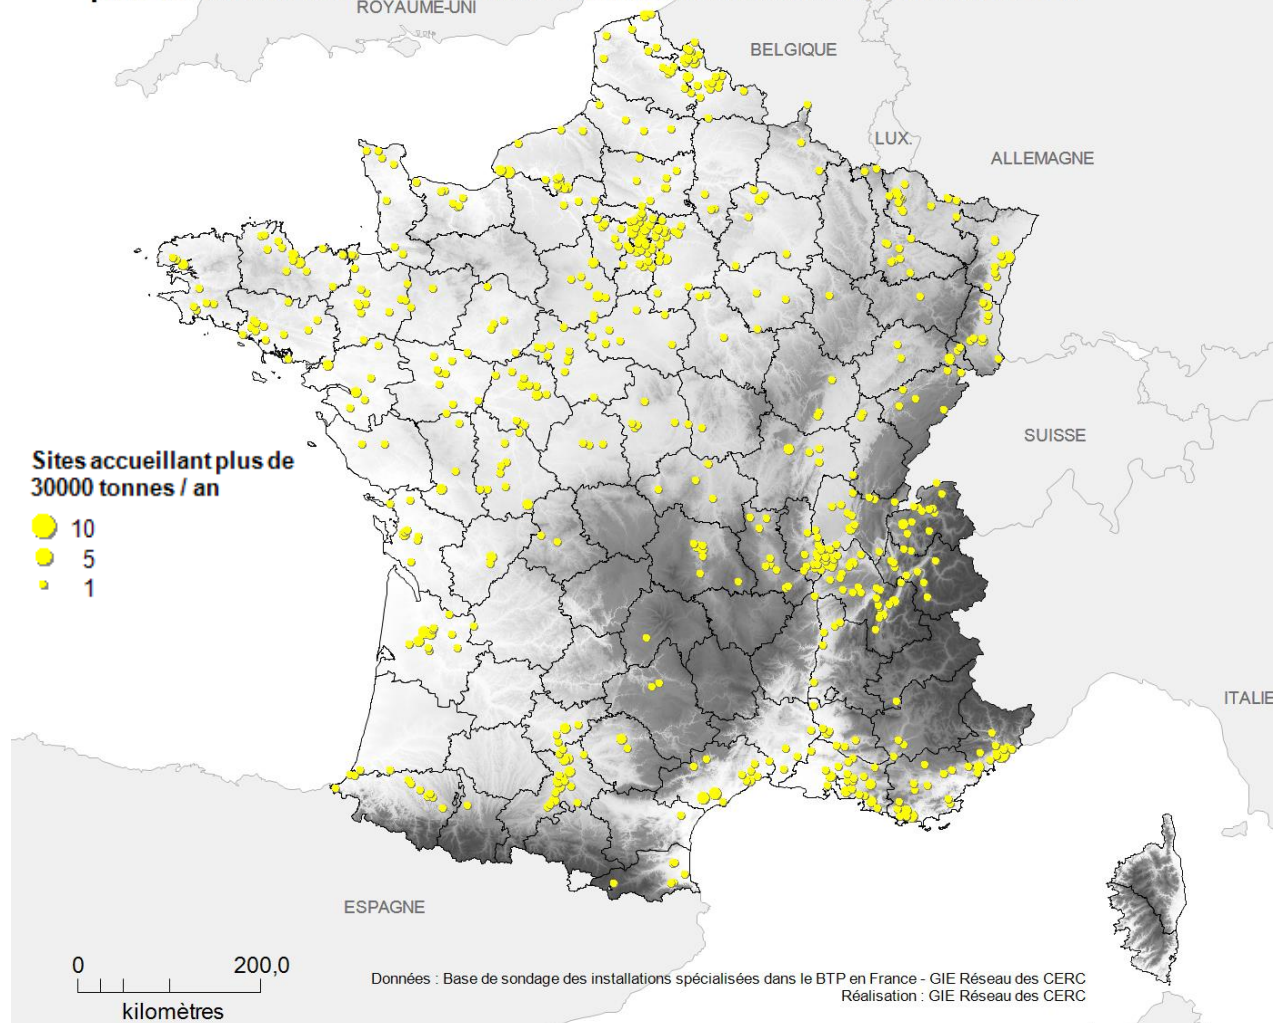 ROYAUME-UNI
BELGIQUE
LUX.
ALLEMAGNE
Sites accueillant plus de
30000 tonnes / an
10
5
1
SUISSE
ITALIE
ESPAGNE
0 200,0
kilomètres
Données : Base de sondage des installations spécialisées dans le BTP en France - GIE Réseau des CERC
Réalisation : GIE Réseau des CERC